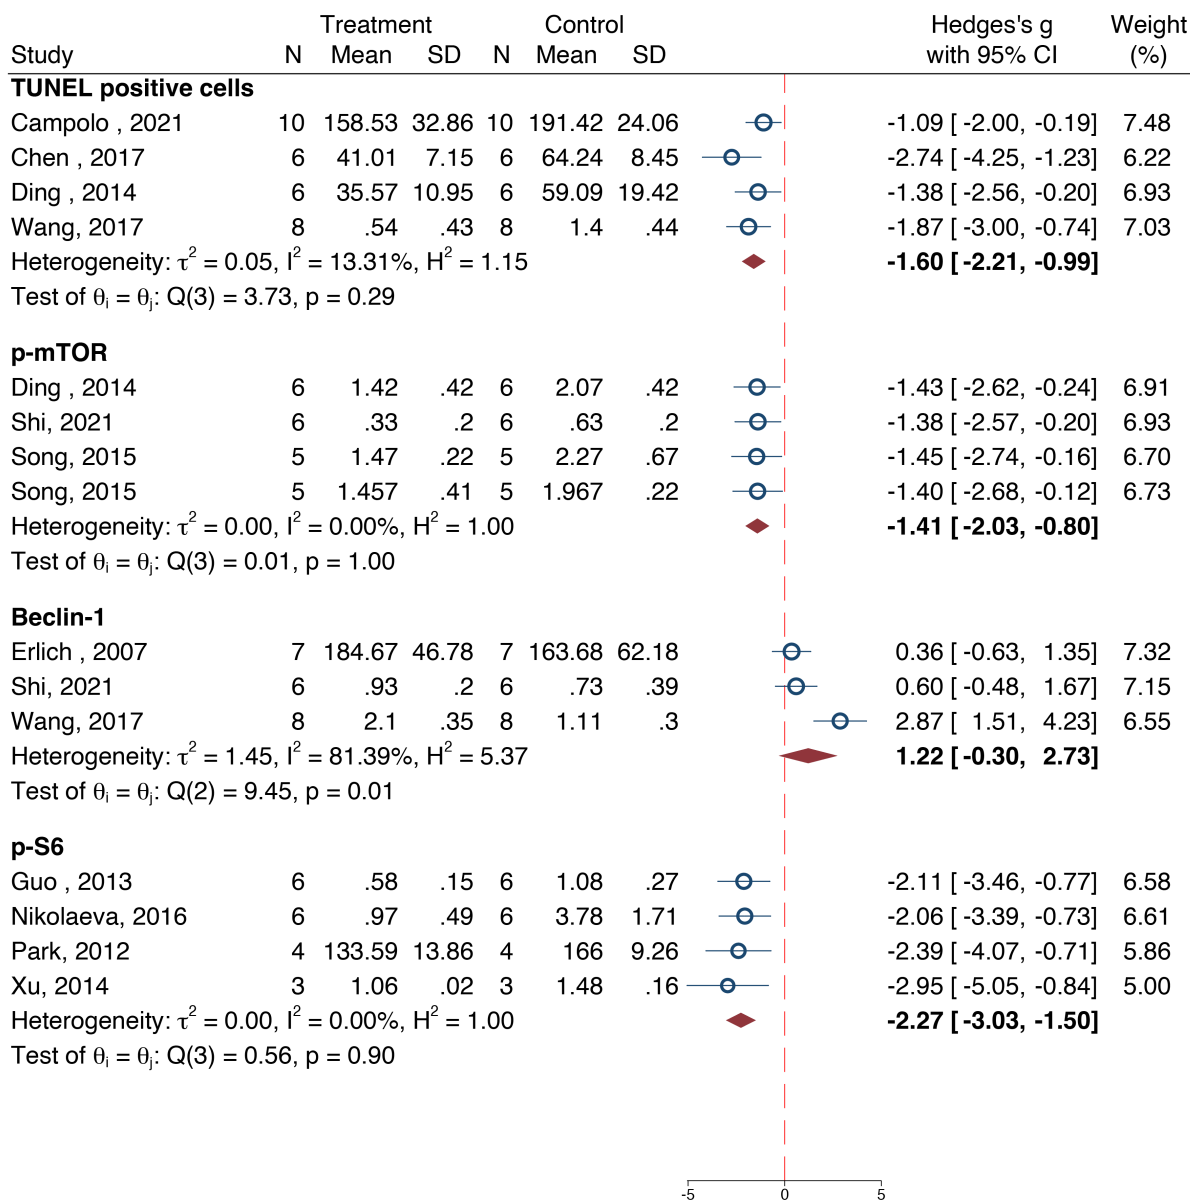 Treatment Control Hedges's g Weight
Study N Mean SD N Mean SD with 95% CI (%)
TUNEL positive cells
Campolo , 2021 10 158.53 32.86 10 191.42 24.06 -1.09 [ -2.00, -0.19] 7.48
Chen , 2017 6 41.01 7.15 6 64.24 8.45 -2.74 [ -4.25, -1.23] 6.22
Ding , 2014 6 35.57 10.95 6 59.09 19.42 -1.38 [ -2.56, -0.20] 6.93
Wang, 2017 8 .54 .43 8 1.4 .44 -1.87 [ -3.00, -0.74] 7.03
Heterogeneity: τ² = 0.05, I² = 13.31%, H² = 1.15 -1.60 [ -2.21, -0.99]
Test of θᵢ = θⱼ: Q(3) = 3.73, p = 0.29
p-mTOR
Ding , 2014 6 1.42 .42 6 2.07 .42 -1.43 [ -2.62, -0.24] 6.91
Shi, 2021 6 .33 .2 6 .63 .2 -1.38 [ -2.57, -0.20] 6.93
Song, 2015 5 1.47 .22 5 2.27 .67 -1.45 [ -2.74, -0.16] 6.70
Song, 2015 5 1.457 .41 5 1.967 .22 -1.40 [ -2.68, -0.12] 6.73
Heterogeneity: τ² = 0.00, I² = 0.00%, H² = 1.00 -1.41 [ -2.03, -0.80]
Test of θᵢ = θⱼ: Q(3) = 0.01, p = 1.00
Beclin-1
Erlich , 2007 7 184.67 46.78 7 163.68 62.18 0.36 [ -0.63, 1.35] 7.32
Shi, 2021 6 .93 .2 6 .73 .39 0.60 [ -0.48, 1.67] 7.15
Wang, 2017 8 2.1 .35 8 1.11 .3 2.87 [ 1.51, 4.23] 6.55
Heterogeneity: τ² = 1.45, I² = 81.39%, H² = 5.37 1.22 [ -0.30, 2.73]
Test of θᵢ = θⱼ: Q(2) = 9.45, p = 0.01
p-S6
Guo , 2013 6 .58 .15 6 1.08 .27 -2.11 [ -3.46, -0.77] 6.58
Nikolaeva, 2016 6 .97 .49 6 3.78 1.71 -2.06 [ -3.39, -0.73] 6.61
Park, 2012 4 133.59 13.86 4 166 9.26 -2.39 [ -4.07, -0.71] 5.86
Xu, 2014 3 1.06 .02 3 1.48 .16 -2.95 [ -5.05, -0.84] 5.00
Heterogeneity: τ² = 0.00, I² = 0.00%, H² = 1.00 -2.27 [ -3.03, -1.50]
Test of θᵢ = θⱼ: Q(3) = 0.56, p = 0.90
-5 0 5